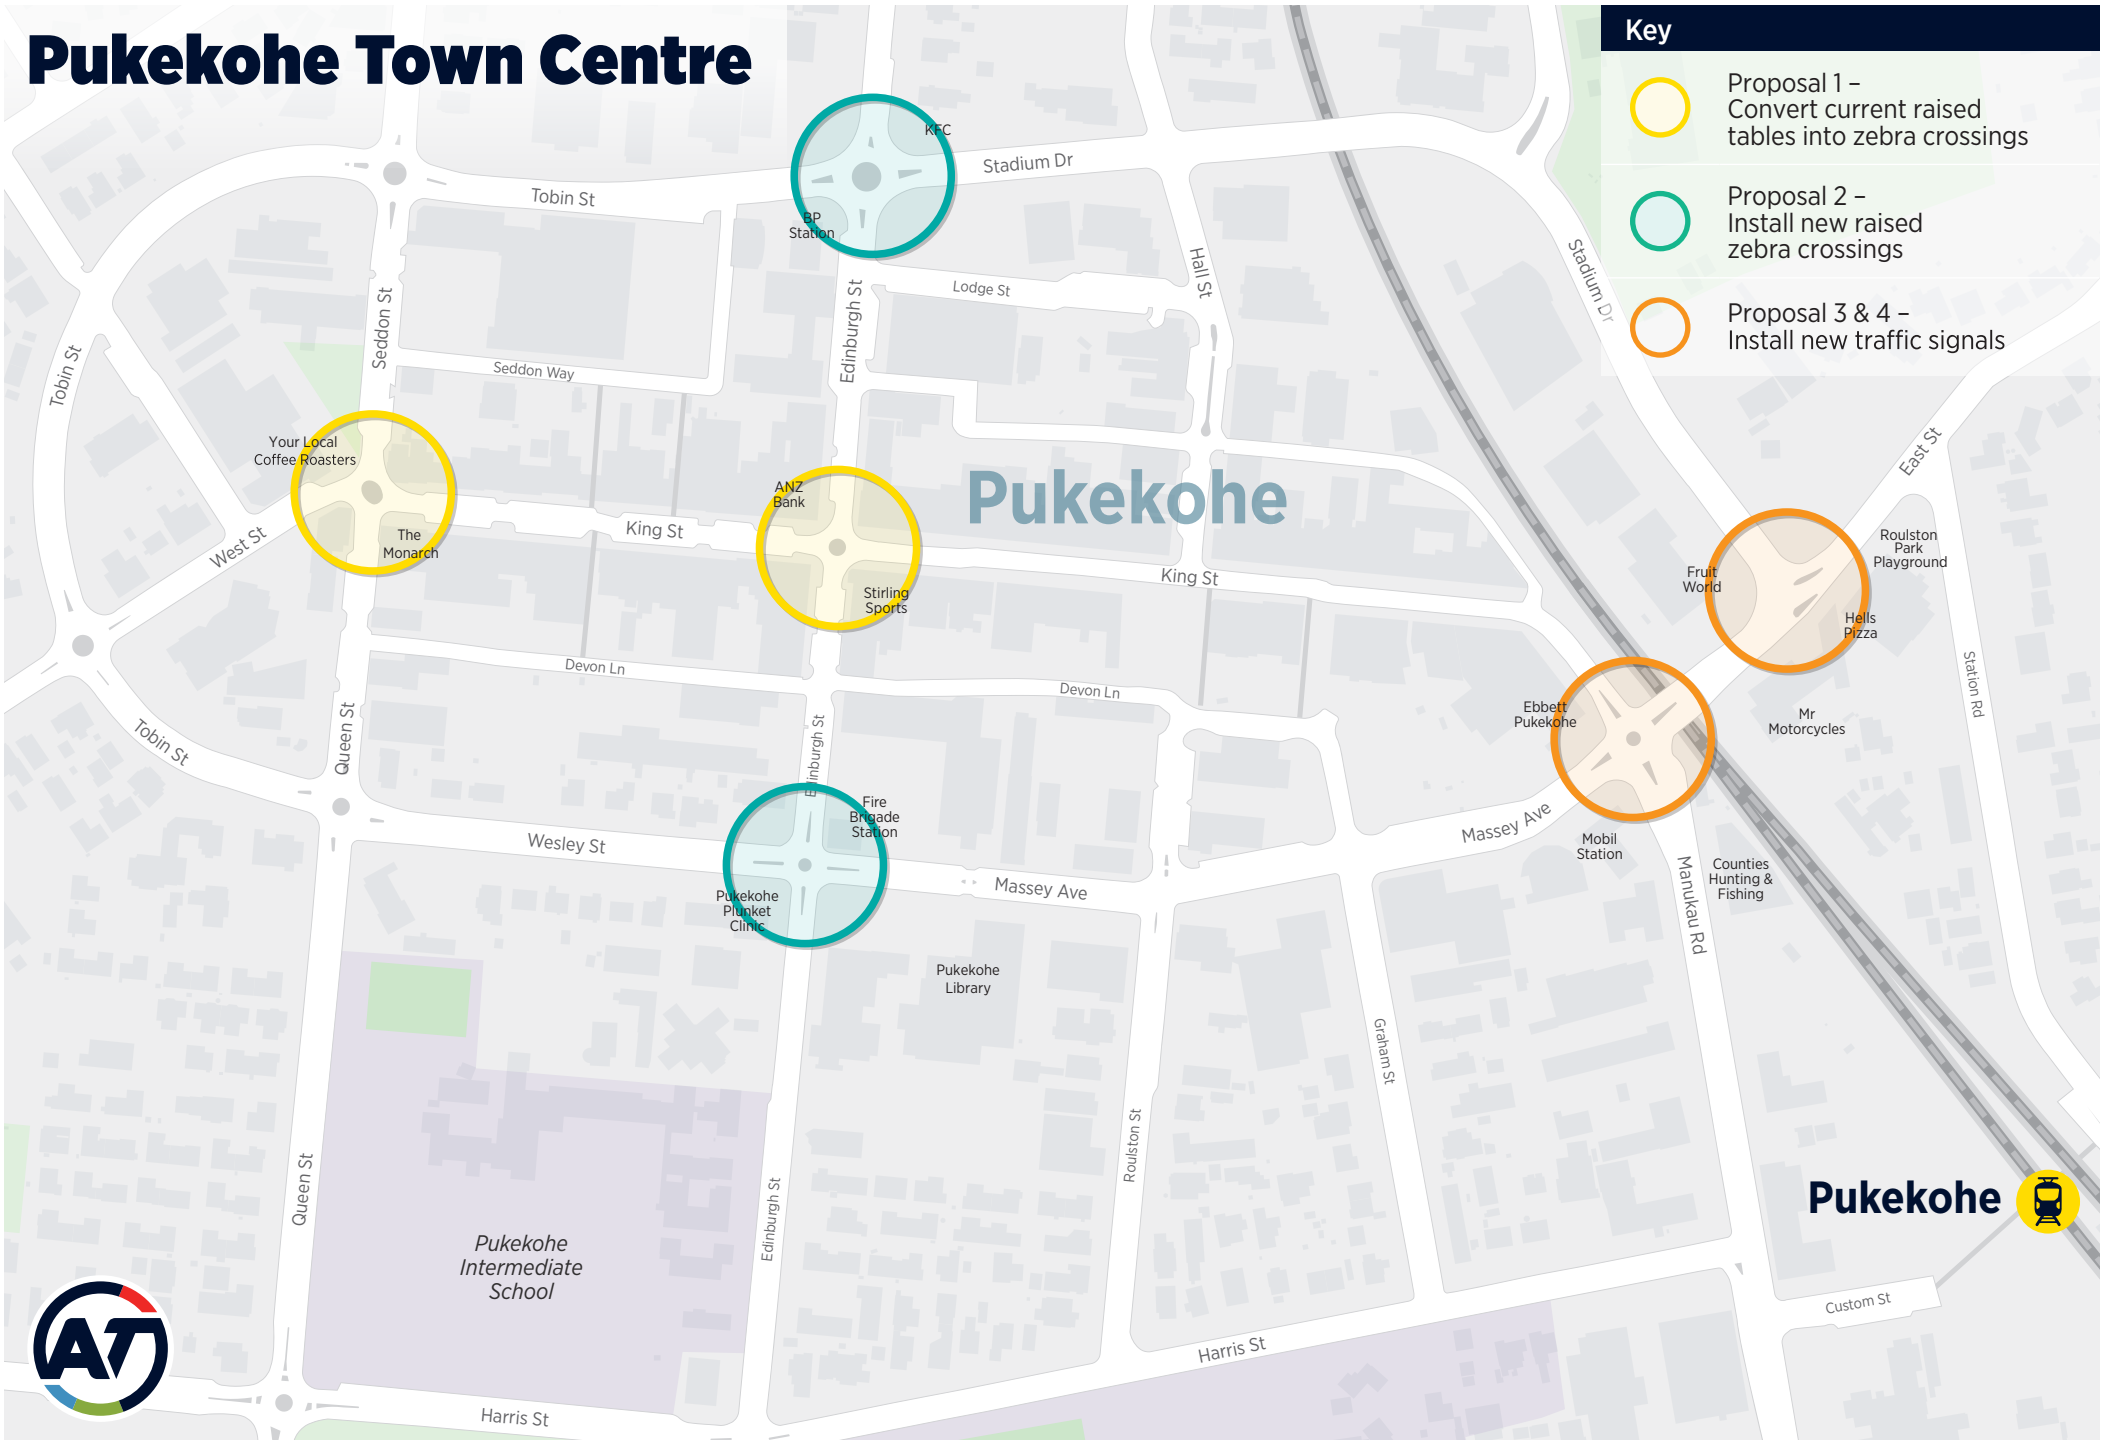 Pukekohe Town Centre
Key
Proposal 1 –
Convert current raised
tables into zebra crossings
Proposal 2 –
Install new raised
zebra crossings
Proposal 3 & 4 –
Install new traffic signals
KFC
Stadium Dr
Tobin St
BP
Station
Hall St
Stadium Dr
Lodge St
Seddon St
Edinburgh St
Tobin St
Seddon Way
Your Local
Coffee Roasters
East St
ANZ
Bank
Pukekohe
The
Monarch
West St
King St
King St
Roulston
Park
Playground
Fruit
World
Stirling
Sports
Hells
Pizza
Devon Ln
Devon Ln
Station Rd
Ebbett
Pukekohe
Mr
Motorcycles
Tobin St
Queen St
Edinburgh St
Fire
Brigade
Station
Massey Ave
Mobil
Station
Wesley St
Massey Ave
Counties
Hunting &
Fishing
Manukau Rd
Pukekohe
Plunket
Clinic
Pukekohe
Library
Graham St
Roulston St
Queen St
Edinburgh St
Pukekohe
Pukekohe
Intermediate
School
Custom St
Harris St
Harris St
AT